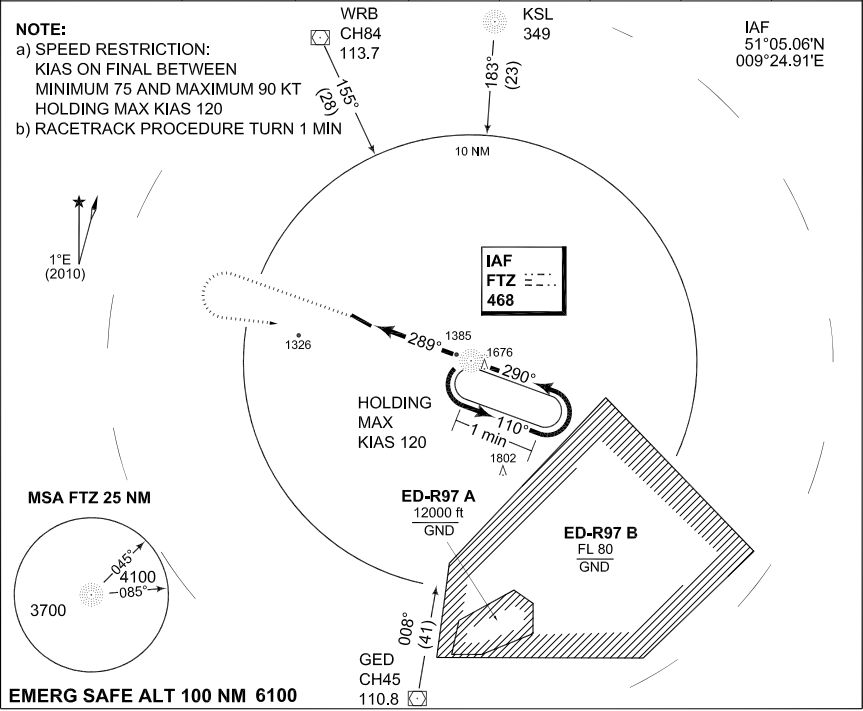 NOTE:
a) SPEED RESTRICTION:
KIAS ON FINAL BETWEEN
MINIMUM 75 AND MAXIMUM 90 KT
HOLDING MAX KIAS 120
b) RACETRACK PROCEDURE TURN 1 MIN
WRB
CH84
113.7
155°
(28)
KSL
349
183°
(23)
IAF
51°05.06'N
009°24.91'E
10 NM
1°E
(2010)
IAF
FTZ
468
1326
289°
1385
1676
290°
110°
1 min
HOLDING
MAX
KIAS 120
1802
ED-R97 A
12000 ft
GND
ED-R97 B
FL 80
GND
MSA FTZ 25 NM
045°
4100
085°
3700
008°
(41)
GED
CH45
110.8
EMERG SAFE ALT 100 NM 6100